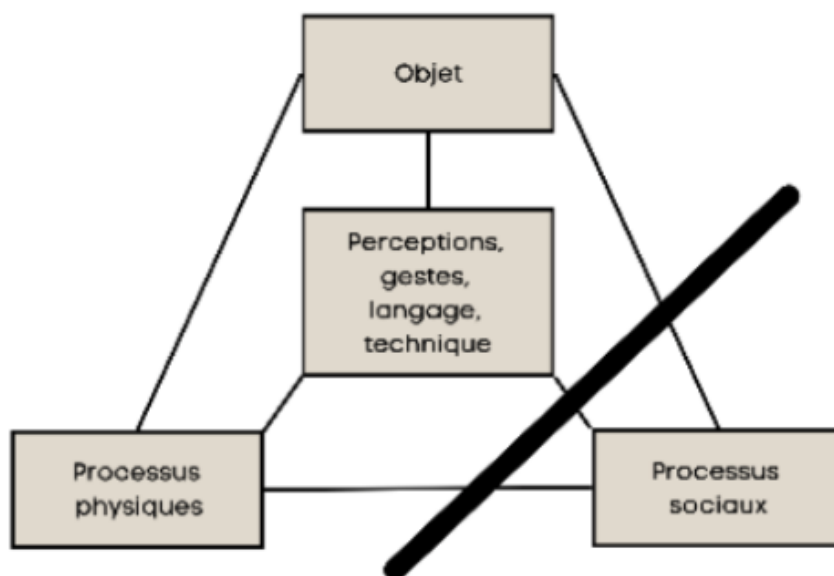 Objet
Perceptions,
gestes,
langage,
technique
Processus
physiques
Processus
sociaux